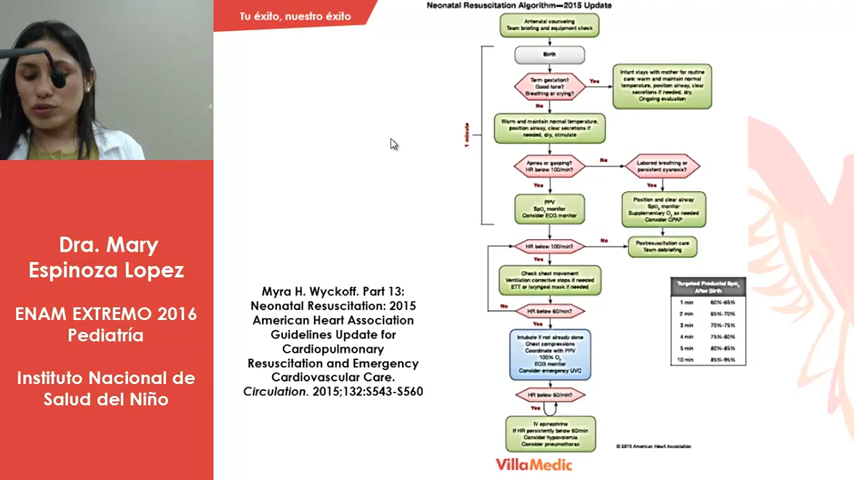 Tu éxito, nuestro éxito
Dra. Mary
Espinoza Lopez
ENAM EXTREMO 2016
Pediatría
Instituto Nacional de
Salud del Niño
Myra H. Wyckoff. Part 13:
Neonatal Resuscitation: 2015
American Heart Association
Guidelines Update for
Cardiopulmonary
Resuscitation and Emergency
Cardiovascular Care.
Circulation. 2015;132:S543-S560
Neonatal Resuscitation Algorithm—2015 Update
Antenatal counseling
Team briefing and equipment check
Birth
Term gestation?
Good tone?
Breathing or crying?
Yes
Infant stays with mother for routine
care: warm and maintain normal
temperature, position airway, clear
secretions if needed, dry.
Ongoing evaluation
No
1 minute
Warm and maintain normal temperature,
position airway, clear secretions if
needed, dry, stimulate
Apnea or gasping?
HR below 100/min?
No
Labored breathing or
persistent cyanosis?
Yes
Yes
PPV
SpO₂ monitor
Consider ECG monitor
Position and clear airway
SpO₂ monitor
Supplementary O₂ as needed
Consider CPAP
HR below 100/min?
No
Postresuscitation care
Team debriefing
Yes
Check chest movement
Ventilation corrective steps if needed
ETT or laryngeal mask if needed
No
HR below 60/min?
Yes
Intubate if not already done
Chest compressions
Coordinate with PPV
100% O₂
ECG monitor
Consider emergency UVC
HR below 60/min?
Yes
IV epinephrine
If HR persistently below 60/min
Consider hypovolemia
Consider pneumothorax
Targeted Preductal SpO₂
After Birth
1 min 60%-65%
2 min 65%-70%
3 min 70%-75%
4 min 75%-80%
5 min 80%-85%
10 min 85%-95%
© 2015 American Heart Association
VillaMedic